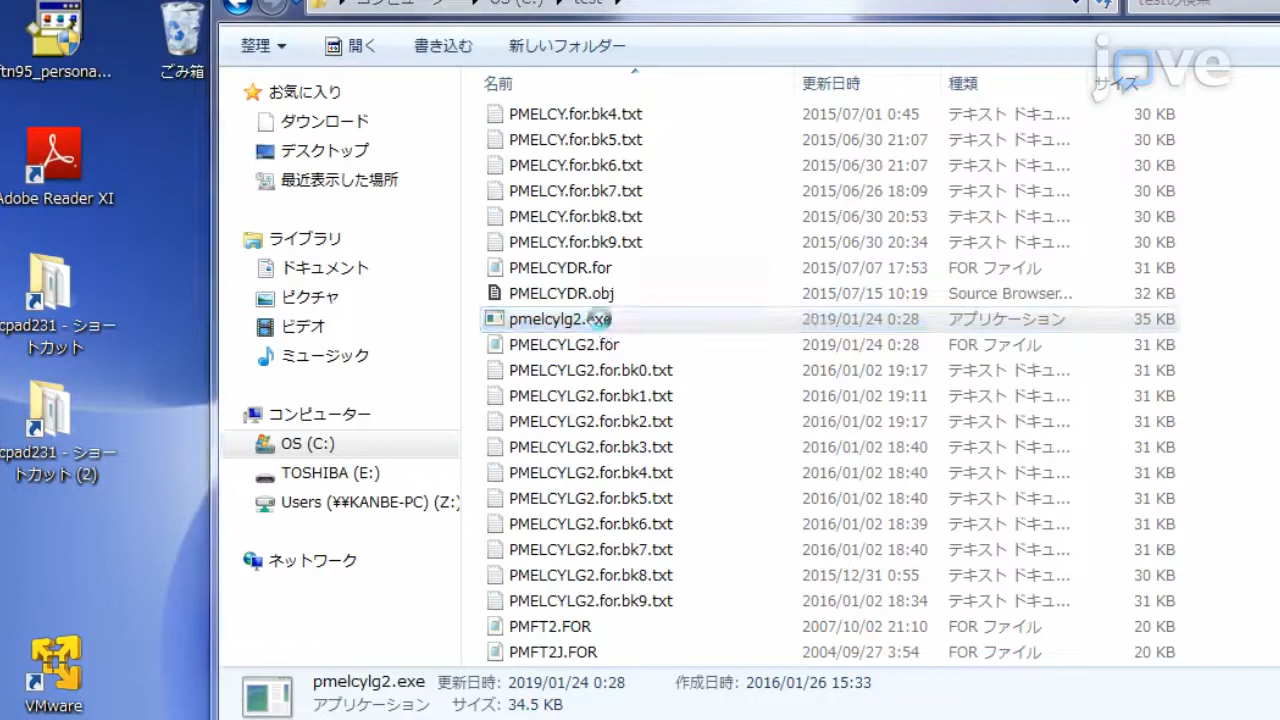 コンピューター ▶ OS (C:) ▶ test ▶
testの検索
整理 ▼ 開く 書き込む 新しいフォルダー
jove
ftn95_persona...
ごみ箱
Adobe Reader XI
cpad231 - ショー
トカット
cpad231 - ショー
トカット (2)
VMware
お気に入り
ダウンロード
デスクトップ
最近表示した場所
ライブラリ
ドキュメント
ピクチャ
ビデオ
ミュージック
コンピューター
OS (C:)
TOSHIBA (E:)
Users (¥¥KANBE-PC) (Z:)
ネットワーク
名前 更新日時 種類 サイズ
PMELCY.for.bk4.txt 2015/07/01 0:45 テキスト ドキュ... 30 KB
PMELCY.for.bk5.txt 2015/06/30 21:07 テキスト ドキュ... 30 KB
PMELCY.for.bk6.txt 2015/06/30 21:07 テキスト ドキュ... 30 KB
PMELCY.for.bk7.txt 2015/06/26 18:09 テキスト ドキュ... 30 KB
PMELCY.for.bk8.txt 2015/06/30 20:53 テキスト ドキュ... 30 KB
PMELCY.for.bk9.txt 2015/06/30 20:34 テキスト ドキュ... 30 KB
PMELCYDR.for 2015/07/07 17:53 FOR ファイル 31 KB
PMELCYDR.obj 2015/07/15 10:19 Source Browser... 32 KB
pmelcylg2.exe 2019/01/24 0:28 アプリケーション 35 KB
PMELCYLG2.for 2019/01/24 0:28 FOR ファイル 31 KB
PMELCYLG2.for.bk0.txt 2016/01/02 19:17 テキスト ドキュ... 31 KB
PMELCYLG2.for.bk1.txt 2016/01/02 19:11 テキスト ドキュ... 31 KB
PMELCYLG2.for.bk2.txt 2016/01/02 19:17 テキスト ドキュ... 31 KB
PMELCYLG2.for.bk3.txt 2016/01/02 18:40 テキスト ドキュ... 31 KB
PMELCYLG2.for.bk4.txt 2016/01/02 18:40 テキスト ドキュ... 31 KB
PMELCYLG2.for.bk5.txt 2016/01/02 18:40 テキスト ドキュ... 31 KB
PMELCYLG2.for.bk6.txt 2016/01/02 18:39 テキスト ドキュ... 31 KB
PMELCYLG2.for.bk7.txt 2016/01/02 18:40 テキスト ドキュ... 31 KB
PMELCYLG2.for.bk8.txt 2015/12/31 0:55 テキスト ドキュ... 30 KB
PMELCYLG2.for.bk9.txt 2016/01/02 18:34 テキスト ドキュ... 31 KB
PMFT2.FOR 2007/10/02 21:10 FOR ファイル 20 KB
PMFT2J.FOR 2004/09/27 3:54 FOR ファイル 20 KB
pmelcylg2.exe 更新日時: 2019/01/24 0:28 作成日時: 2016/01/26 15:33
アプリケーション サイズ: 34.5 KB